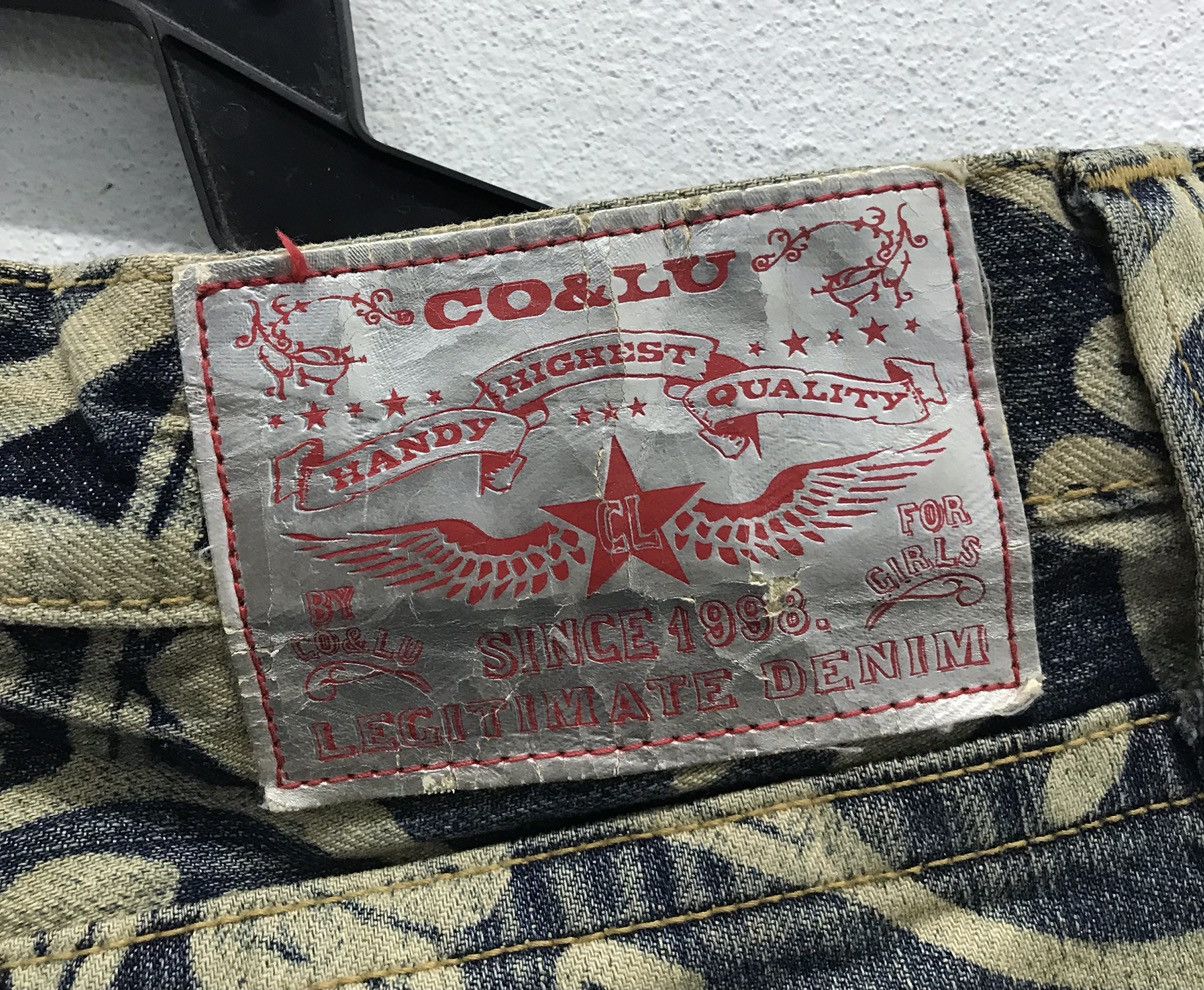 CO&LU
HANDY HIGHEST QUALITY
CL
FOR
GIRLS
BY
CO&LU
SINCE 1998.
LEGITIMATE DENIM